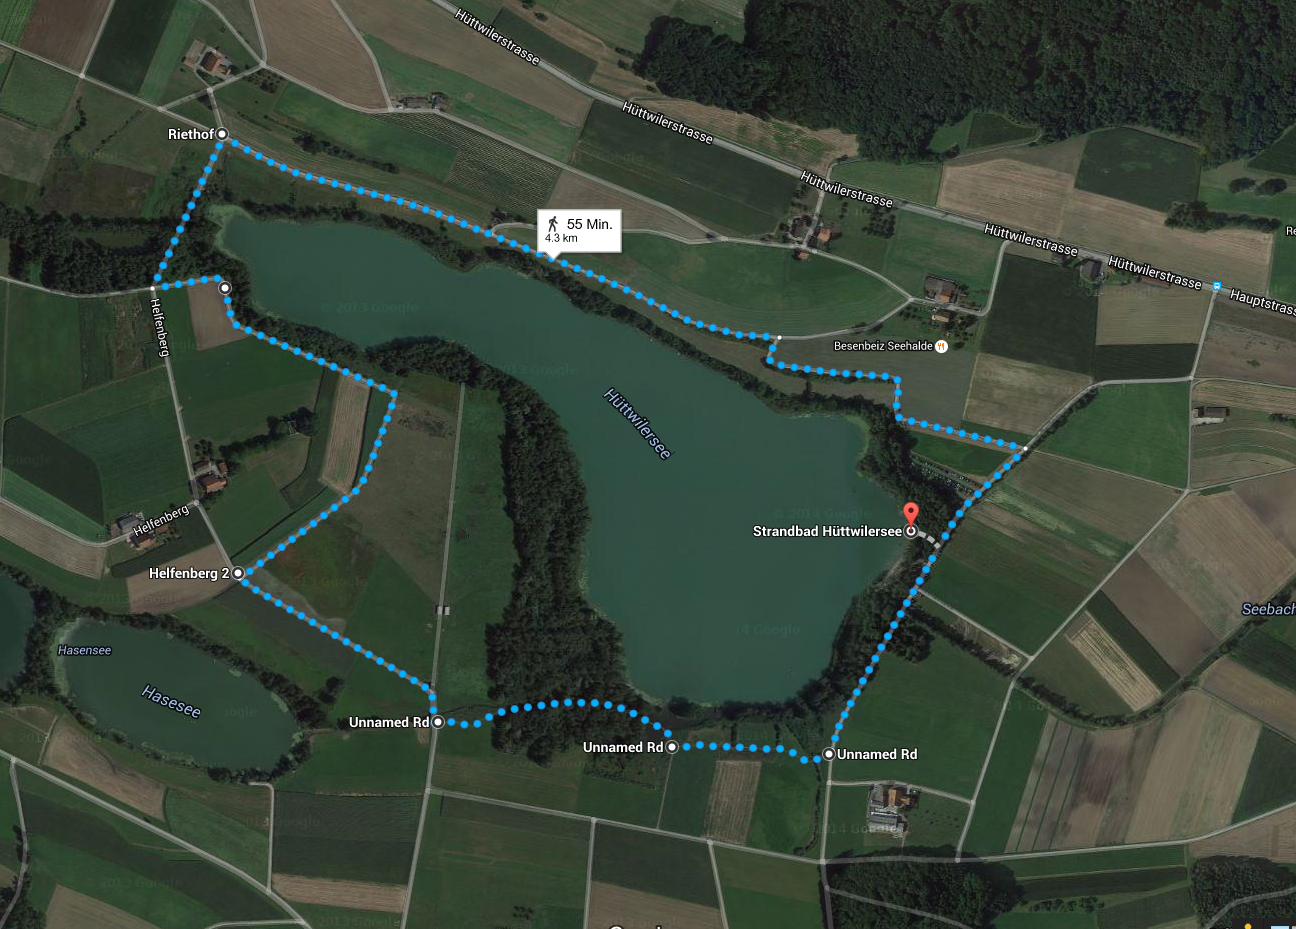 Hüttwilerstrasse
Hüttwilerstrasse
Riethof
Hüttwilerstrasse
55 Min.
4.3 km
Hüttwilerstrasse
Hüttwilerstrasse
Hauptstrass
Helfenberg
Besenbeiz Seehalde
Hüttwilersee
Helfenberg
Strandbad Hüttwilersee
Helfenberg 2
Seebach
Hasensee
Hasesee
Unnamed Rd
Unnamed Rd
Unnamed Rd